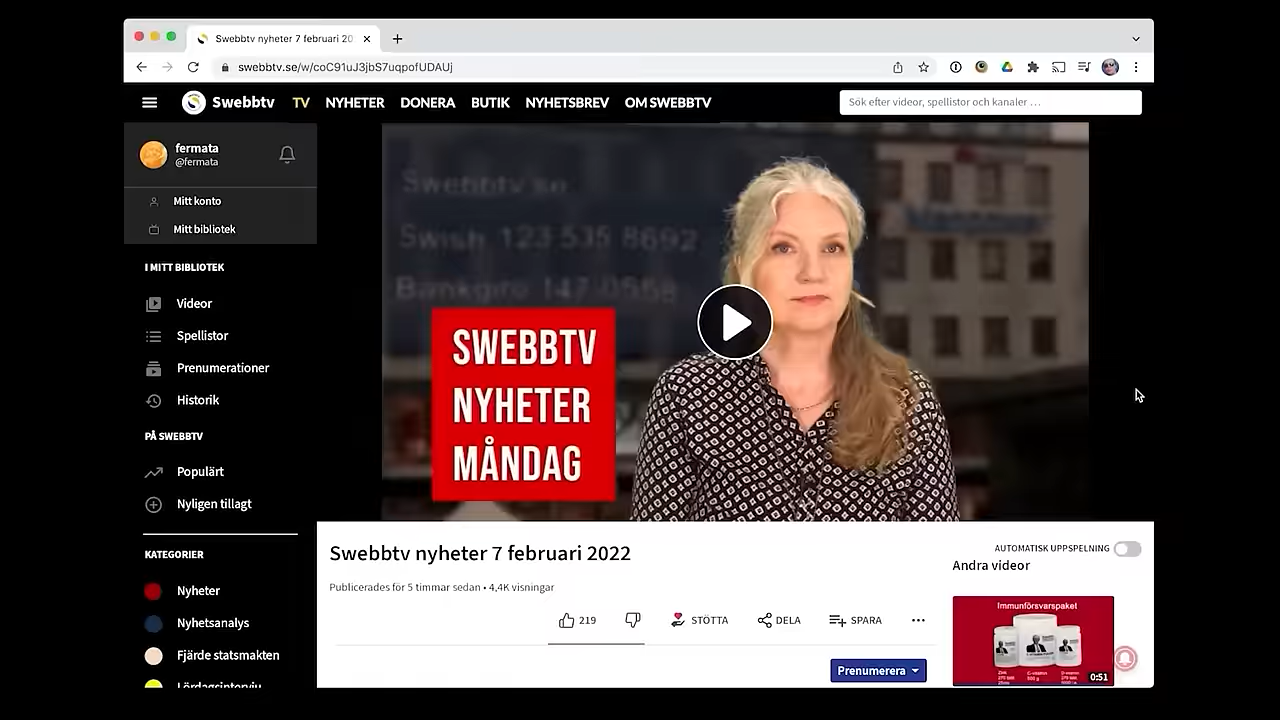 Swebbtv nyheter 7 februari 20
swebbtv.se/w/coC91uJ3jbS7uqpofUDAUj
Swebbtv TV NYHETER DONERA BUTIK NYHETSBREV OM SWEBBTV
Sök efter videor, spellistor och kanaler ...
fermata
@fermata
Mitt konto
Mitt bibliotek
I MITT BIBLIOTEK
Videor
Spellistor
Prenumerationer
Historik
PÅ SWEBBTV
Populärt
Nyligen tillagt
KATEGORIER
Nyheter
Nyhetsanalys
Fjärde statsmakten
Lördagsintervju
Swebbtv.se
Swish 123 535 8692
Bankgiro 147-0558
SWEBBTV
NYHETER
MÅNDAG
Swebbtv nyheter 7 februari 2022
Publicerades för 5 timmar sedan • 4,4K visningar
219 STÖTTA DELA SPARA
Prenumerera
AUTOMATISK UPPSPELNING
Andra videor
Immunförsvarspaket
0:51